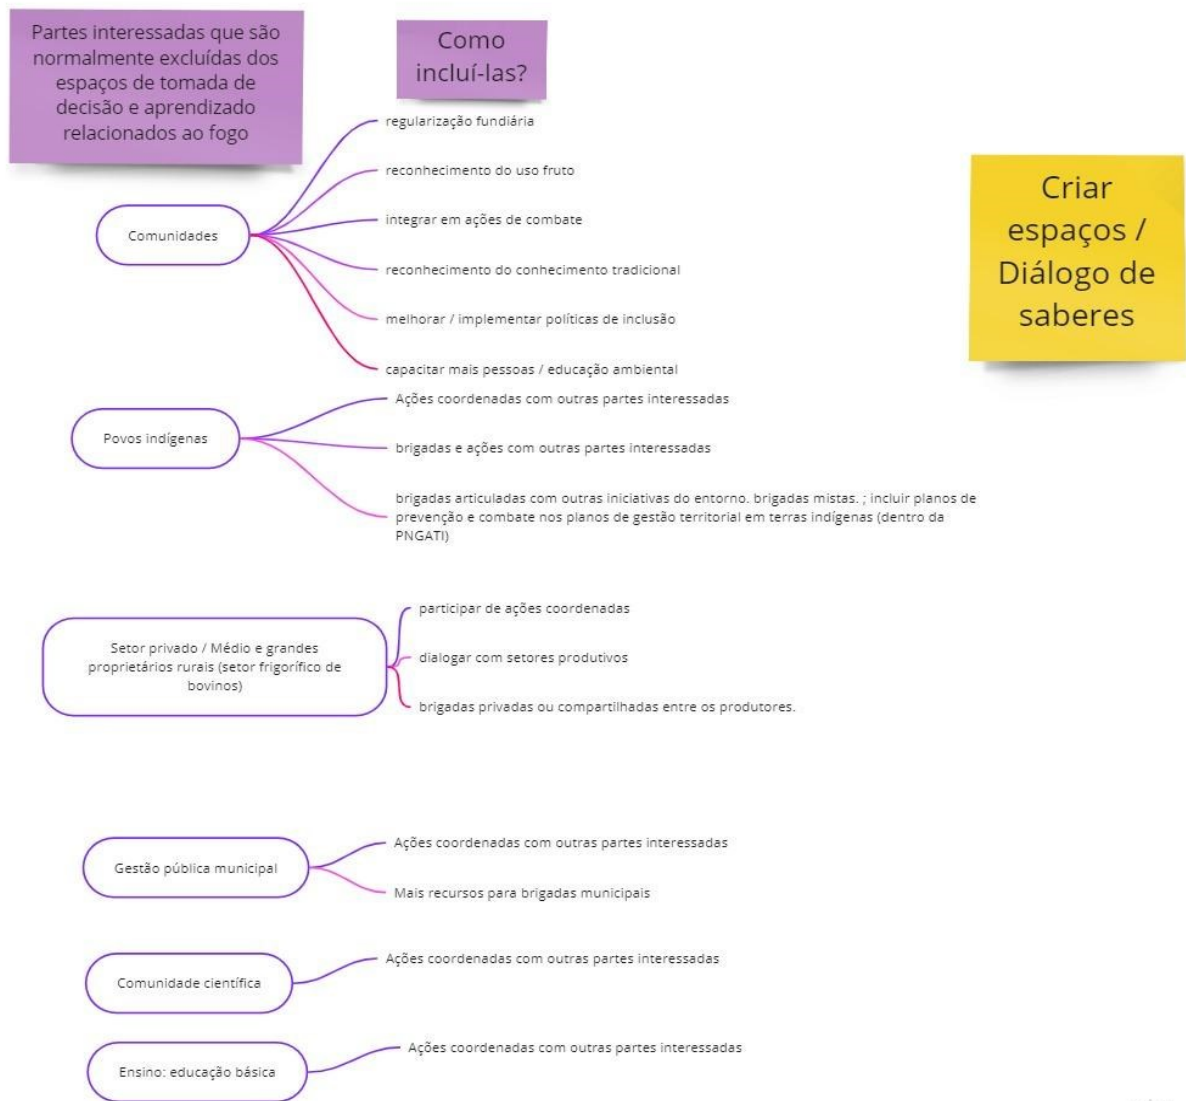 Partes interessadas que são
normalmente excluídas dos
espaços de tomada de
decisão e aprendizado
relacionados ao fogo
Como
incluí-las?
Criar
espaços /
Diálogo de
saberes
Comunidades
regularização fundiária
reconhecimento do uso fruto
integrar em ações de combate
reconhecimento do conhecimento tradicional
melhorar / implementar políticas de inclusão
capacitar mais pessoas / educação ambiental
Povos indígenas
Ações coordenadas com outras partes interessadas
brigadas e ações com outras partes interessadas
brigadas articuladas com outras iniciativas do entorno. brigadas mistas. ; incluir planos de
prevenção e combate nos planos de gestão territorial em terras indígenas (dentro da
PNGATI)
Setor privado / Médio e grandes
proprietários rurais (setor frigorífico de
bovinos)
participar de ações coordenadas
dialogar com setores produtivos
brigadas privadas ou compartilhadas entre os produtores.
Gestão pública municipal
Ações coordenadas com outras partes interessadas
Mais recursos para brigadas municipais
Comunidade científica
Ações coordenadas com outras partes interessadas
Ensino: educação básica
Ações coordenadas com outras partes interessadas